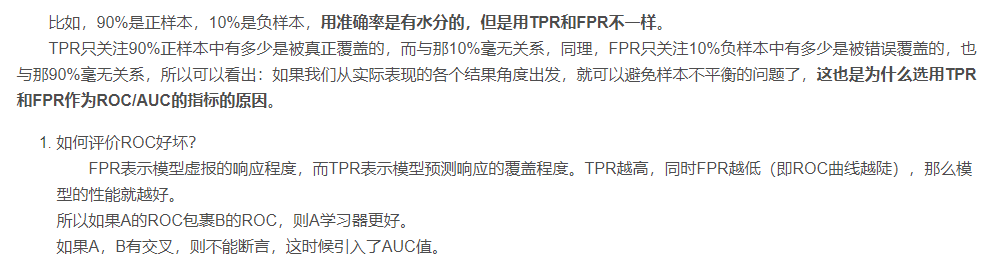 比如，90%是正样本，10%是负样本，用准确率是有水分的，但是用TPR和FPR不一样。
TPR只关注90%正样本中有多少是被真正覆盖的，而与那10%毫无关系，同理，FPR只关注10%负样本中有多少是被错误覆盖的，也
与那90%毫无关系，所以可以看出：如果我们从实际表现的各个结果角度出发，就可以避免样本不平衡的问题了，这也是为什么选用TPR
和FPR作为ROC/AUC的指标的原因。
1. 如何评价ROC好坏？
FPR表示模型虚报的响应程度，而TPR表示模型预测响应的覆盖程度。TPR越高，同时FPR越低（即ROC曲线越陡），那么模
型的性能就越好。
所以如果A的ROC包裹B的ROC，则A学习器更好。
如果A，B有交叉，则不能断言，这时候引入了AUC值。